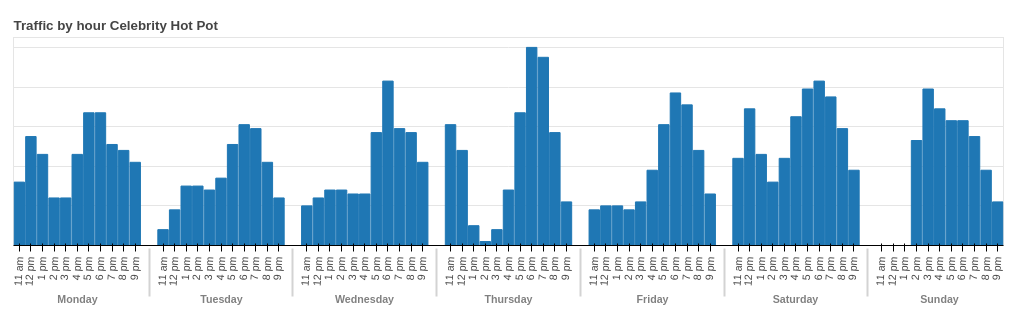 Traffic by hour Celebrity Hot Pot
11 am 12 pm 1 pm 2 pm 3 pm 4 pm 5 pm 6 pm 7 pm 8 pm 9 pm 11 am 12 pm 1 pm 2 pm 3 pm 4 pm 5 pm 6 pm 7 pm 8 pm 9 pm 11 am 12 pm 1 pm 2 pm 3 pm 4 pm 5 pm 6 pm 7 pm 8 pm 9 pm 11 am 12 pm 1 pm 2 pm 3 pm 4 pm 5 pm 6 pm 7 pm 8 pm 9 pm 11 am 12 pm 1 pm 2 pm 3 pm 4 pm 5 pm 6 pm 7 pm 8 pm 9 pm 11 am 12 pm 1 pm 2 pm 3 pm 4 pm 5 pm 6 pm 7 pm 8 pm 9 pm 11 am 12 pm 1 pm 2 pm 3 pm 4 pm 5 pm 6 pm 7 pm 8 pm 9 pm
Monday Tuesday Wednesday Thursday Friday Saturday Sunday